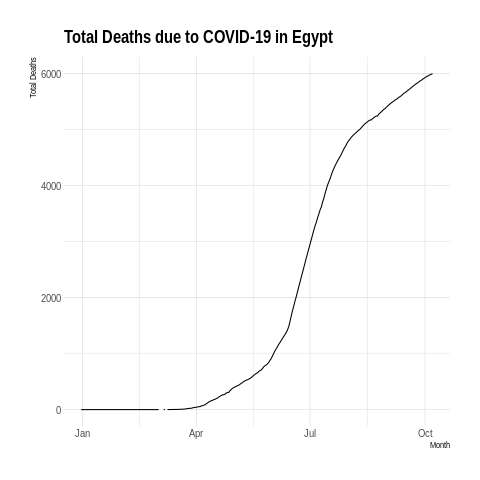 Total Deaths due to COVID-19 in Egypt
Total Deaths
6000
4000
2000
0
Jan Apr Jul Oct
Month